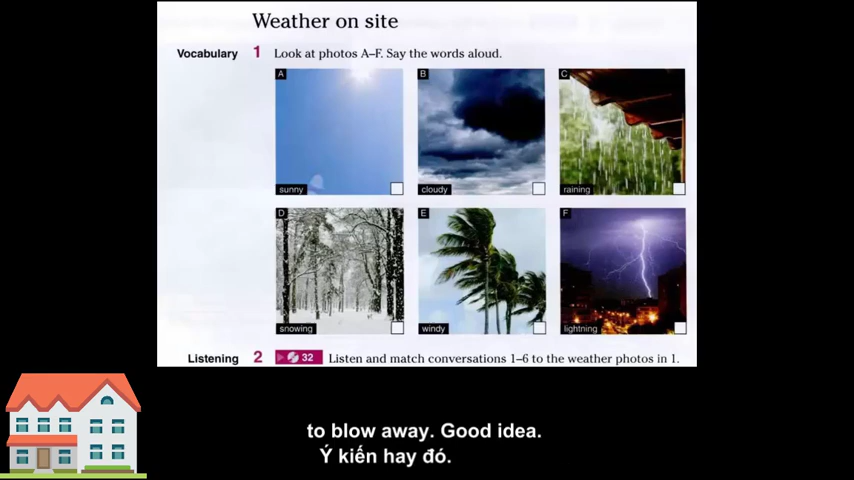 Weather on site
Vocabulary 1 Look at photos A–F. Say the words aloud.
A
sunny
B
cloudy
C
raining
D
snowing
E
windy
F
lightning
Listening 2 32 Listen and match conversations 1–6 to the weather photos in 1.
to blow away. Good idea.
Ý kiến hay đó.